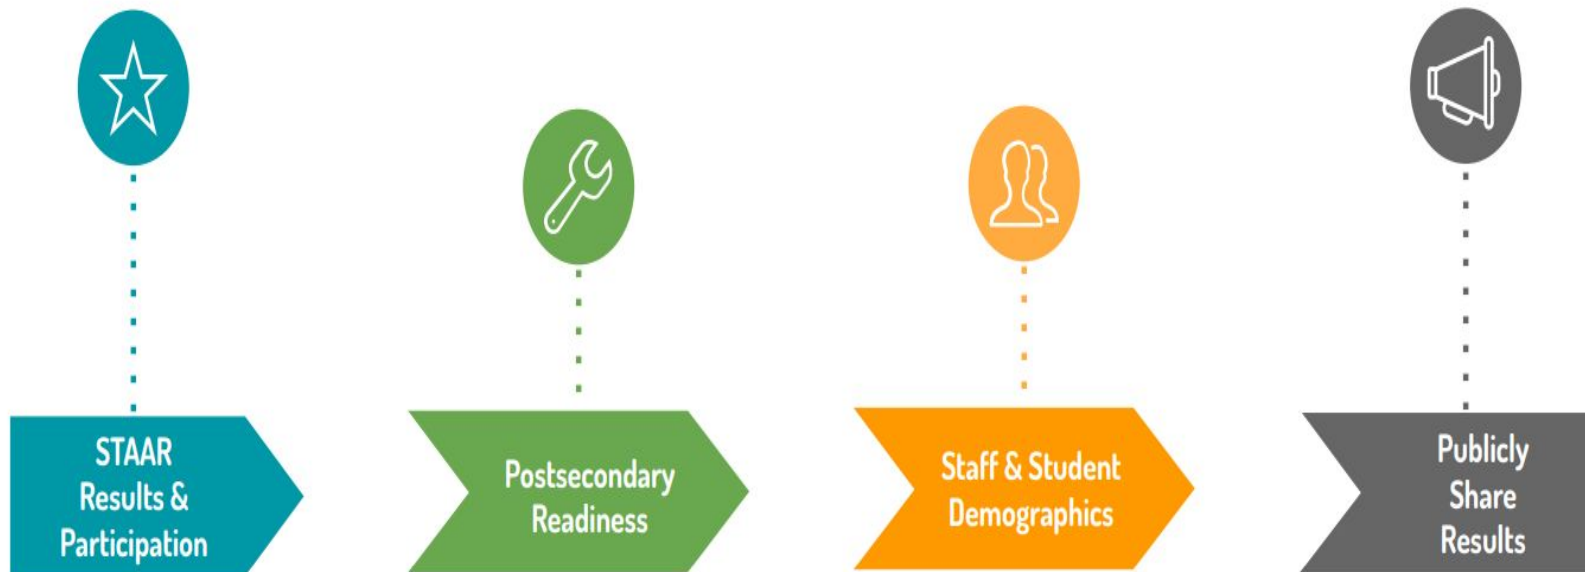 STAAR
Results &
Participation
Postsecondary
Readiness
Staff & Student
Demographics
Publicly
Share
Results